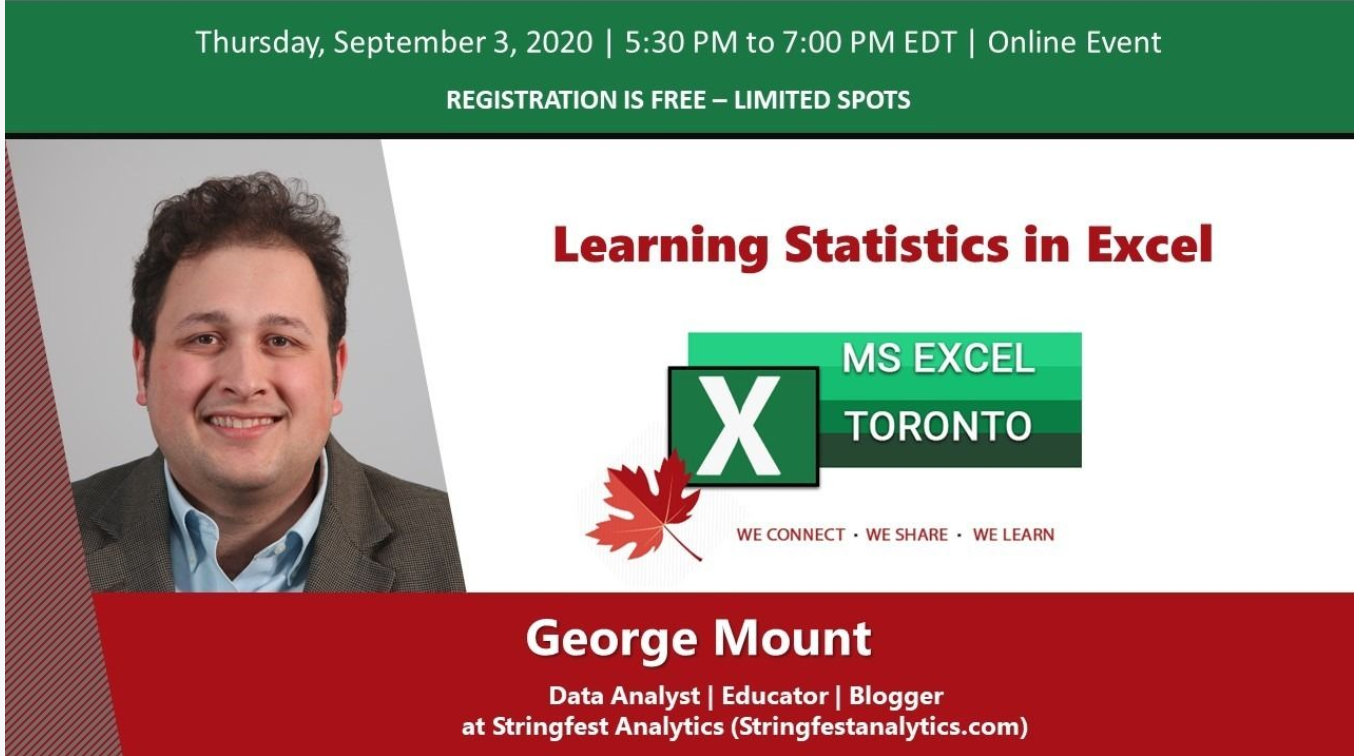 Thursday, September 3, 2020 | 5:30 PM to 7:00 PM EDT | Online Event
REGISTRATION IS FREE – LIMITED SPOTS
Learning Statistics in Excel
X
MS EXCEL
TORONTO
WE CONNECT · WE SHARE · WE LEARN
George Mount
Data Analyst | Educator | Blogger
at Stringfest Analytics (Stringfestanalytics.com)